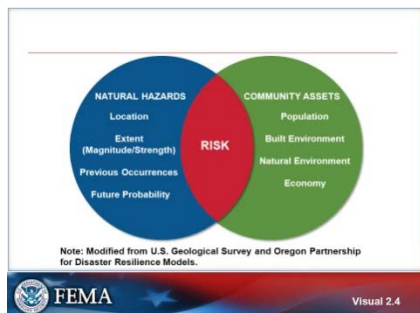 NATURAL HAZARDS
Location
Extent
(Magnitude/Strength)
Previous Occurrences
Future Probability
RISK
COMMUNITY ASSETS
Population
Built Environment
Natural Environment
Economy
Note: Modified from U.S. Geological Survey and Oregon Partnership
for Disaster Resilience Models.
FEMA
Visual 2.4